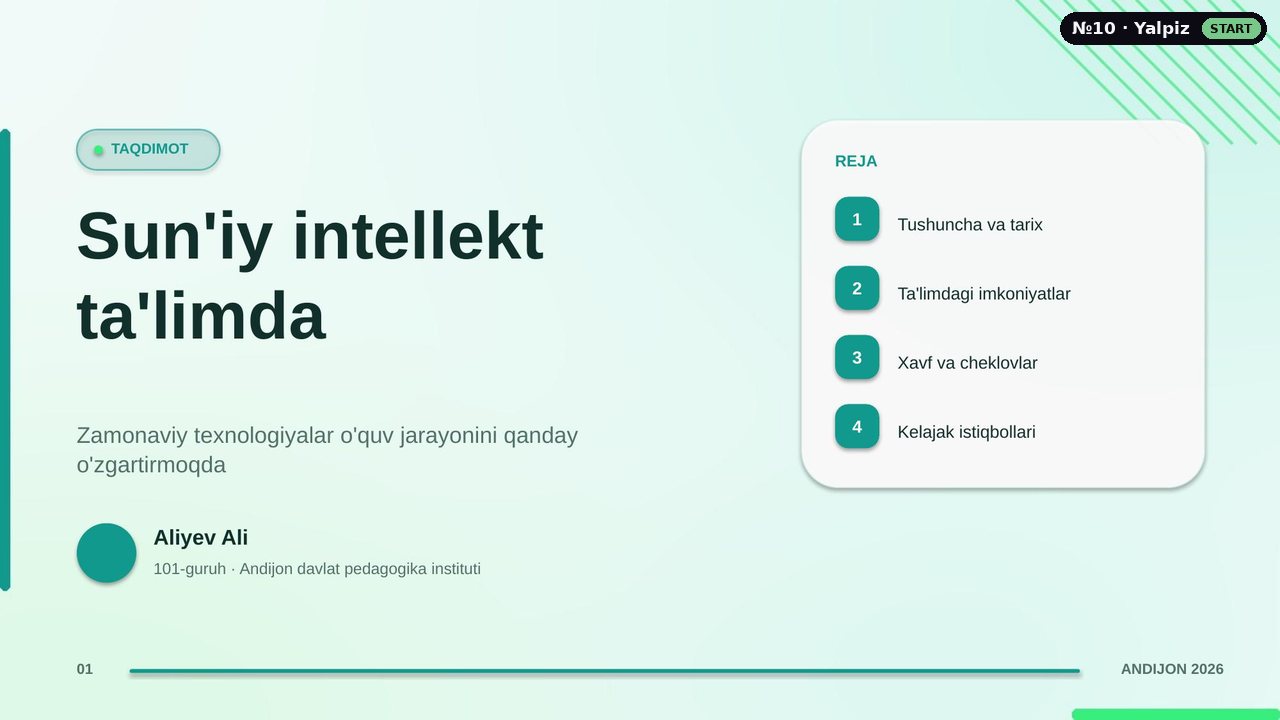 №10 · Yalpiz START
TAQDIMOT
Sun'iy intellekt
ta'limda
Zamonaviy texnologiyalar o'quv jarayonini qanday
o'zgartirmoqda
Aliyev Ali
101-guruh · Andijon davlat pedagogika instituti
REJA
1 Tushuncha va tarix
2 Ta'limdagi imkoniyatlar
3 Xavf va cheklovlar
4 Kelajak istiqbollari
01
ANDIJON 2026